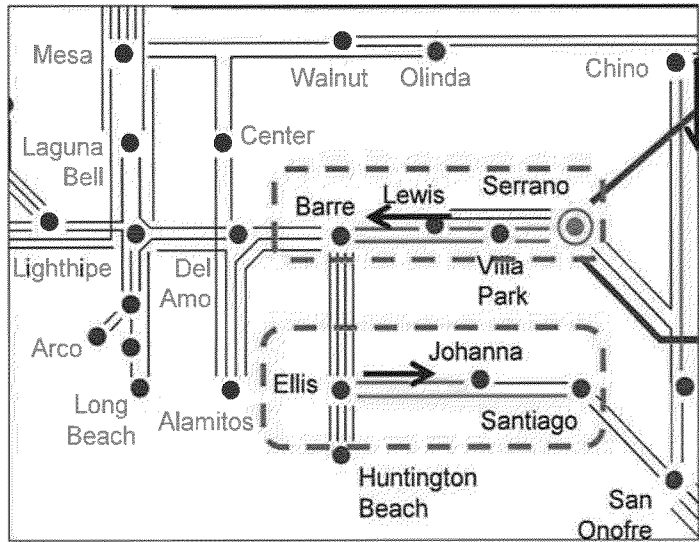 Mesa
Walnut
Olinda
Chino
Laguna
Bell
Center
Lewis
Serrano
Barre
Lighthipe
Del
Amo
Villa
Park
Arco
Johanna
Ellis
Long
Beach
Alamitos
Santiago
Huntington
Beach
San
Onofre